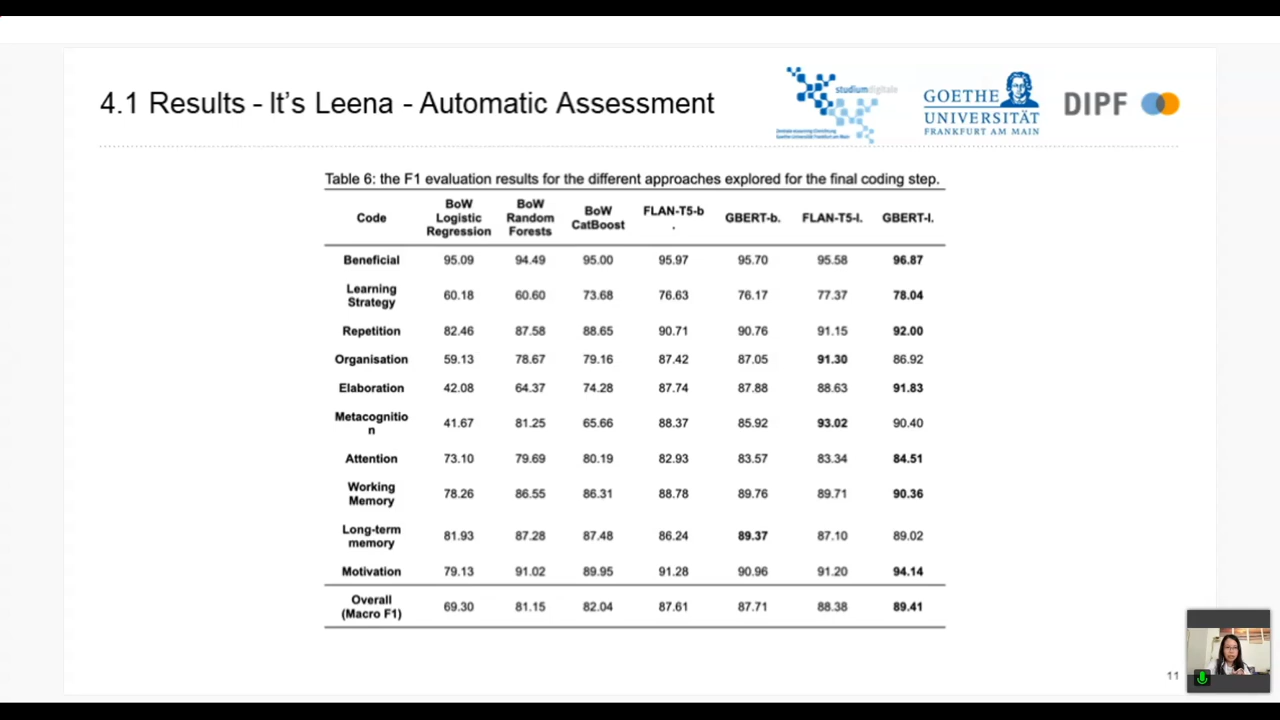 4.1 Results - It's Leena - Automatic Assessment
studiumdigitale
GOETHE
UNIVERSITÄT
FRANKFURT AM MAIN
DIPF
Table 6: the F1 evaluation results for the different approaches explored for the final coding step.
Code BoW Logistic Regression BoW Random Forests BoW CatBoost FLAN-T5-b . GBERT-b. FLAN-T5-l. GBERT-l.
Beneficial 95.09 94.49 95.00 95.97 95.70 95.58 96.87
Learning Strategy 60.18 60.60 73.68 76.63 76.17 77.37 78.04
Repetition 82.46 87.58 88.65 90.71 90.76 91.15 92.00
Organisation 59.13 78.67 79.16 87.42 87.05 91.30 86.92
Elaboration 42.08 64.37 74.28 87.74 87.88 88.63 91.83
Metacognitio n 41.67 81.25 65.66 88.37 85.92 93.02 90.40
Attention 73.10 79.69 80.19 82.93 83.57 83.34 84.51
Working Memory 78.26 86.55 86.31 88.78 89.76 89.71 90.36
Long-term memory 81.93 87.28 87.48 86.24 89.37 87.10 89.02
Motivation 79.13 91.02 89.95 91.28 90.96 91.20 94.14
Overall (Macro F1) 69.30 81.15 82.04 87.61 87.71 88.38 89.41
11